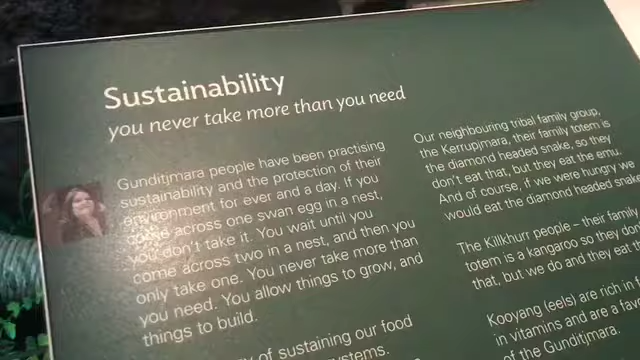 Sustainability
you never take more than you need
Gunditjmara people have been practising
sustainability and the protection of their
environment for ever and a day. If you
come across one swan egg in a nest,
you don't take it. You wait until you
come across two in a nest, and then you
only take one. You never take more than
you need. You allow things to grow, and
things to build.
of sustaining our food
Our neighbouring tribal family group,
the Kerrupjmara, their family totem is
the diamond headed snake, so they
don't eat that, but they eat the emu.
And of course, if we were hungry we
would eat the diamond headed snake
The Killkhurr people – their family
totem is a kangaroo so they don
that, but we do and they eat
Kooyang (eels) are rich in
in vitamins and are a fav
of the Gunditjmara.